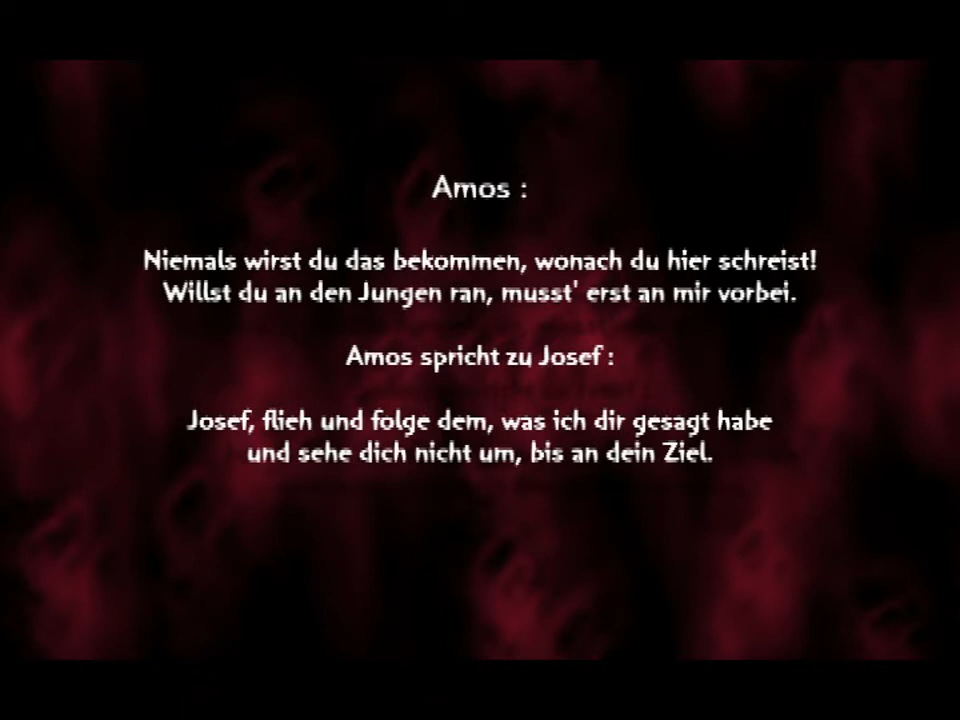 Amos :
Niemals wirst du das bekommen, wonach du hier schreist!
Willst du an den Jungen ran, musst' erst an mir vorbei.
Amos spricht zu Josef :
Josef, flieh und folge dem, was ich dir gesagt habe
und sehe dich nicht um, bis an dein Ziel.